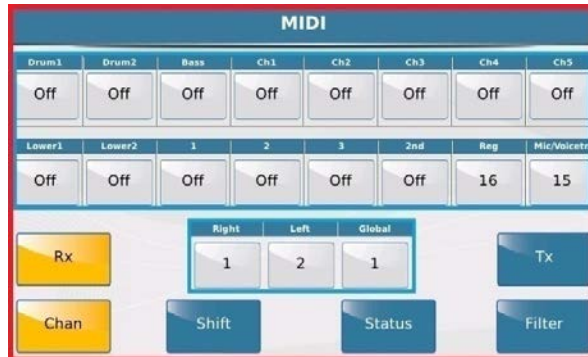 MIDI
Drum1 Drum2 Bass Ch1 Ch2 Ch3 Ch4 Ch5
Off Off Off Off Off Off Off Off
Lower1 Lower2 1 2 3 2nd Reg Mic/Voicetr
Off Off Off Off Off Off 16 15
Right Left Global
Rx 1 2 1 Tx
Chan Shift Status Filter